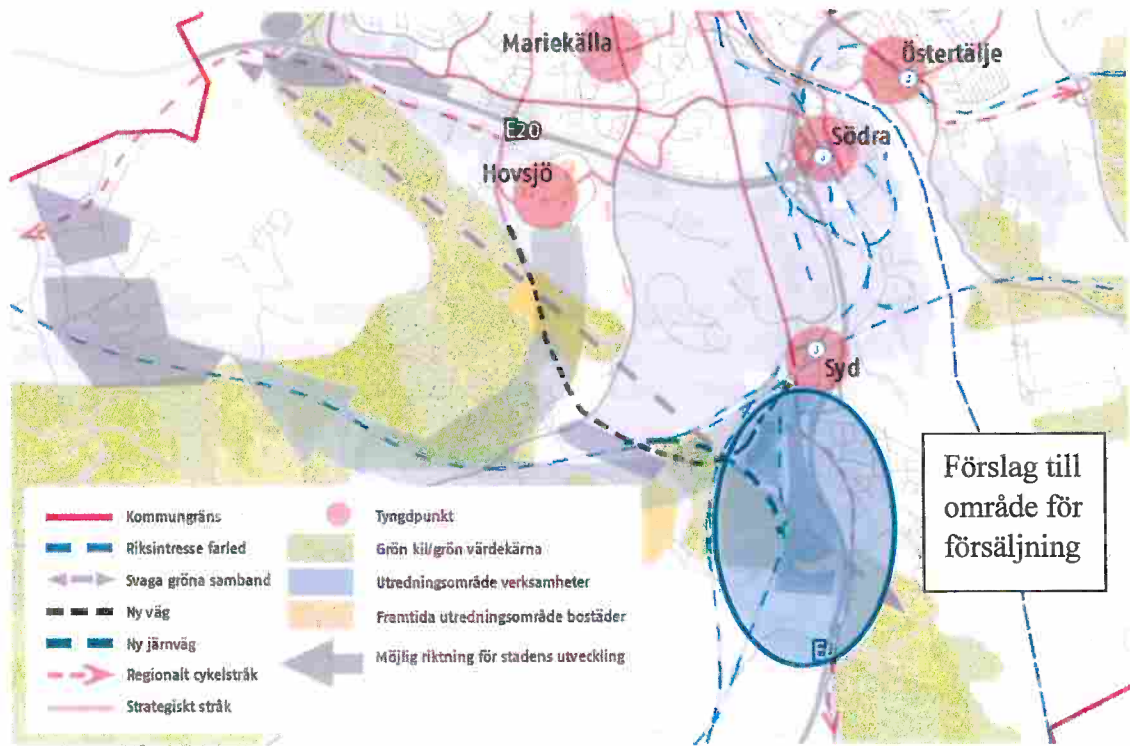 Mariekälla
Östertälje
J
E20
Södra
J
Hovsjö
J
Syd
Förslag till
område för
försäljning
Kommungräns
Riksintresse farled
Svaga gröna samband
Ny väg
Ny järnväg
Regionalt cykelstråk
Strategiskt stråk
Tyngdpunkt
Grön kil/grön värdekärna
Utredningsområde verksamheter
Framtida utredningsområde bostäder
Möjlig riktning för stadens utveckling
E4